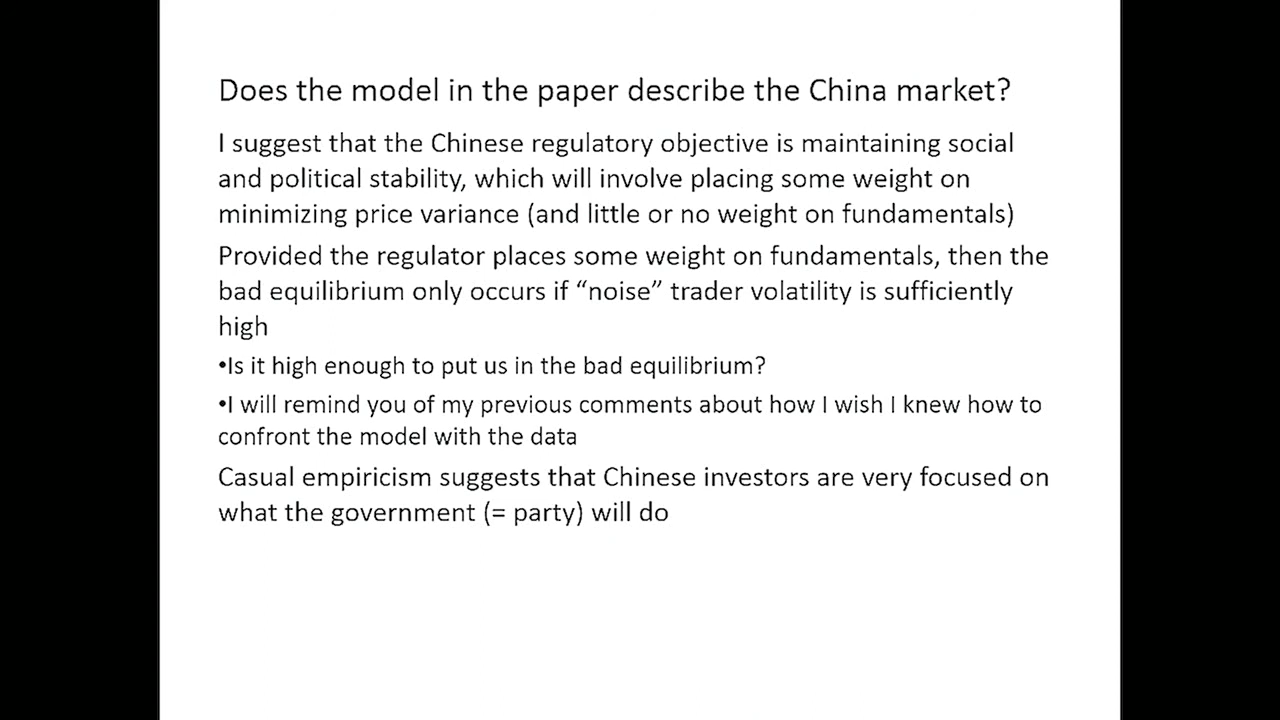 Does the model in the paper describe the China market?
I suggest that the Chinese regulatory objective is maintaining social
and political stability, which will involve placing some weight on
minimizing price variance (and little or no weight on fundamentals)
Provided the regulator places some weight on fundamentals, then the
bad equilibrium only occurs if “noise” trader volatility is sufficiently
high
•Is it high enough to put us in the bad equilibrium?
•I will remind you of my previous comments about how I wish I knew how to
confront the model with the data
Casual empiricism suggests that Chinese investors are very focused on
what the government (= party) will do